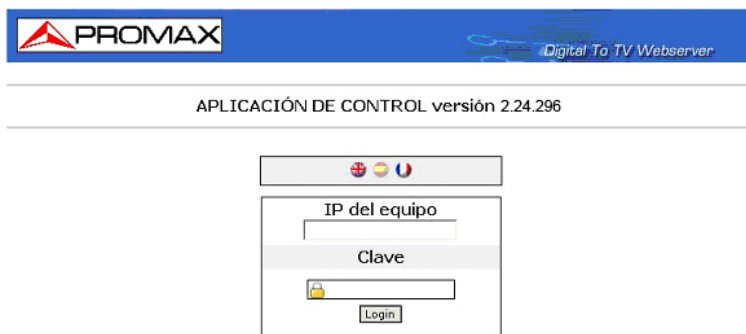 PROMAX
Digital To TV Webserver
APLICACIÓN DE CONTROL versión 2.24.296
IP del equipo
Clave
Login